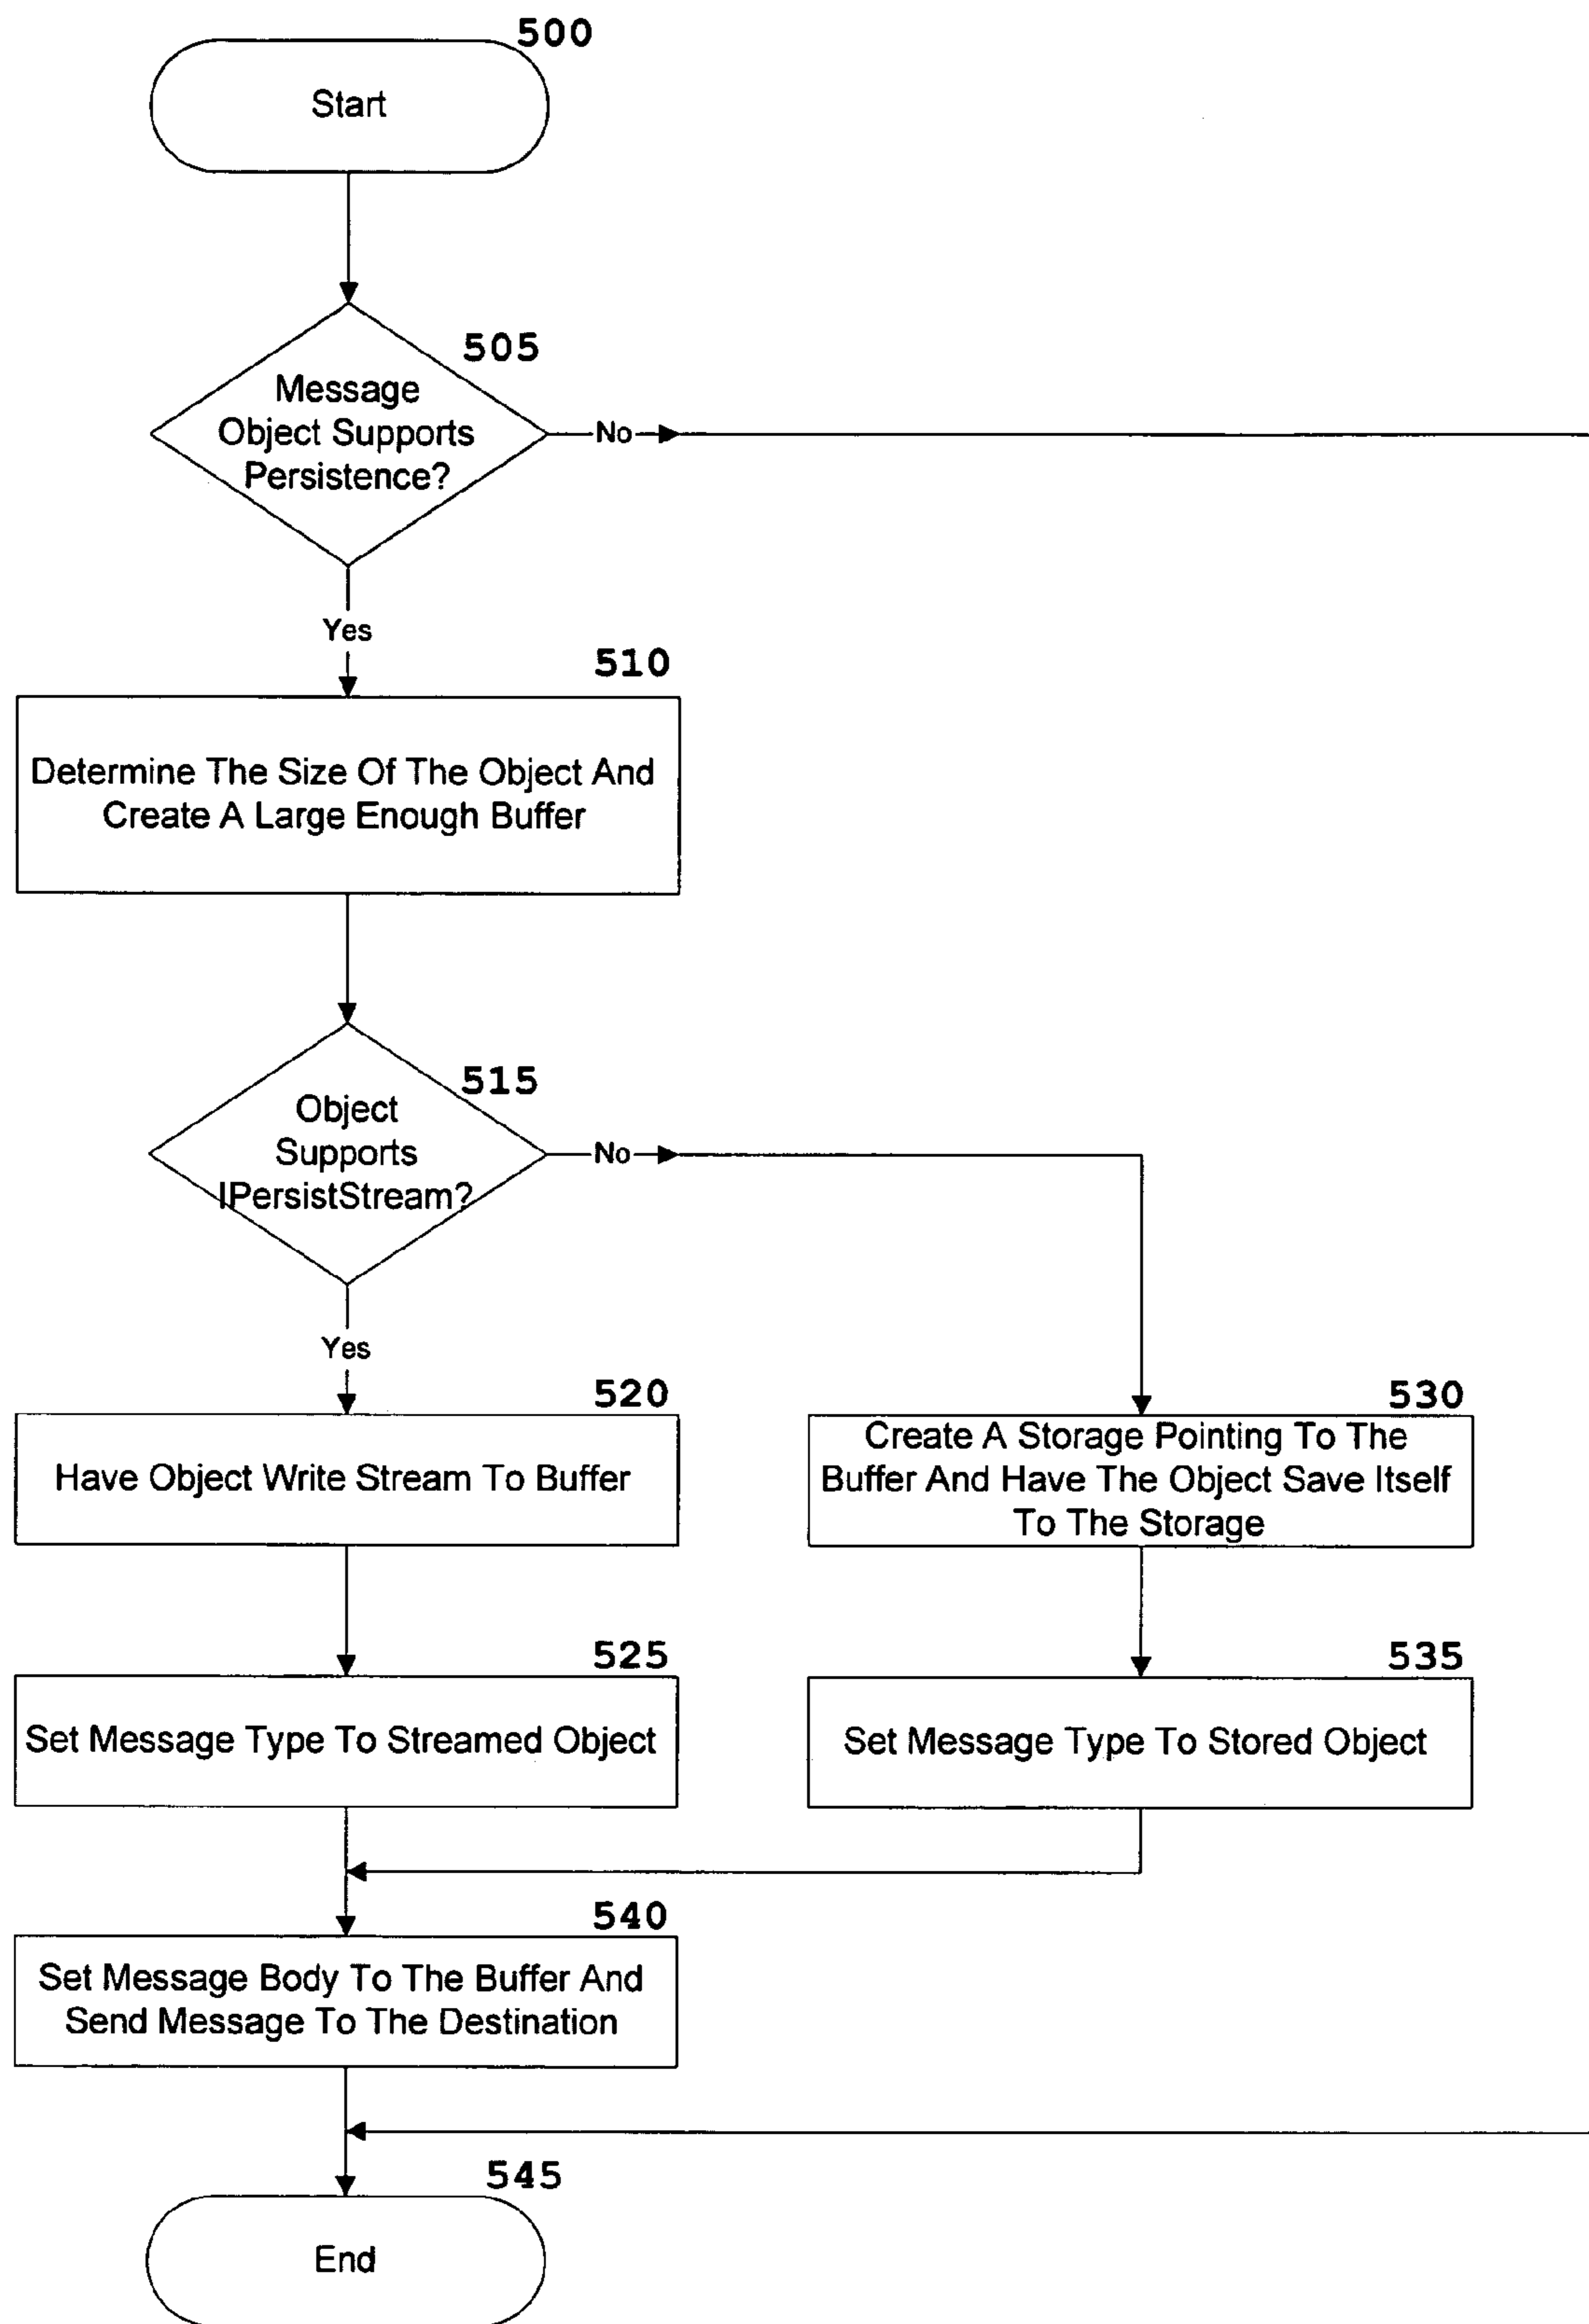 500
Start
505
Message
Object Supports
Persistence?
No
Yes
510
Determine The Size Of The Object And
Create A Large Enough Buffer
515
Object
Supports
IPersistStream?
No
Yes
520
Have Object Write Stream To Buffer
530
Create A Storage Pointing To The
Buffer And Have The Object Save Itself
To The Storage
525
Set Message Type To Streamed Object
535
Set Message Type To Stored Object
540
Set Message Body To The Buffer And
Send Message To The Destination
545
End